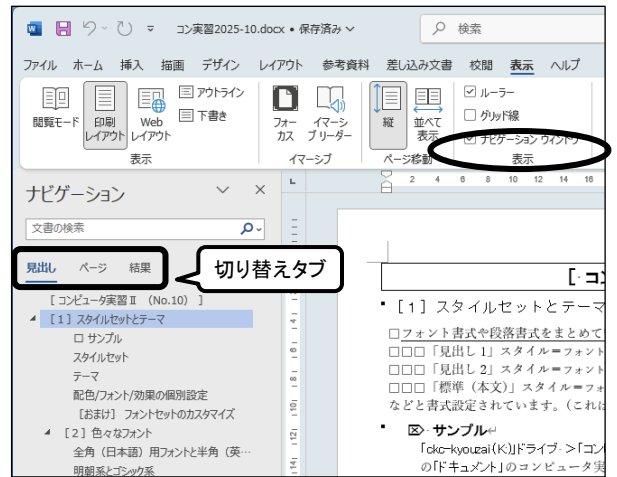 コン実習2025-10.docx • 保存済み
検索
ファイル ホーム 挿入 描画 デザイン レイアウト 参考資料 差し込み文書 校閲 表示 ヘルプ
閲覧モード
印刷レイアウト
Webレイアウト
アウトライン
下書き
表示
フォーカス
イマーシブ リーダー
イマーシブ
縦
並べて表示
ページ移動
ルーラー
グリッド線
ナビゲーション ウィンドウ
表示
ナビゲーション
文書の検索
見出し ページ 結果
切り替えタブ
[ コンピュータ実習Ⅱ (No.10) ]
[1] スタイルセットとテーマ
ロ サンプル
スタイルセット
テーマ
配色/フォント/効果の個別設定
[おまけ] フォントセットのカスタマイズ
[2] 色々なフォント
全角(日本語)用フォントと半角(英…
明朝系とゴシック系
2 4 6 8 10 12 14 16
[・コン
[1] スタイルセットとテーマ
□フォント書式や段落書式をまとめて
□□□「見出し1」スタイル=フォント
□□□「見出し2」スタイル=フォント
□□□「標準(本文)」スタイル=フォ
などと書式設定されています。(これは
サンプル
「ckc-kyouzai(K:)」ドライブ->「コン
の「ドキュメント」のコンピュータ実